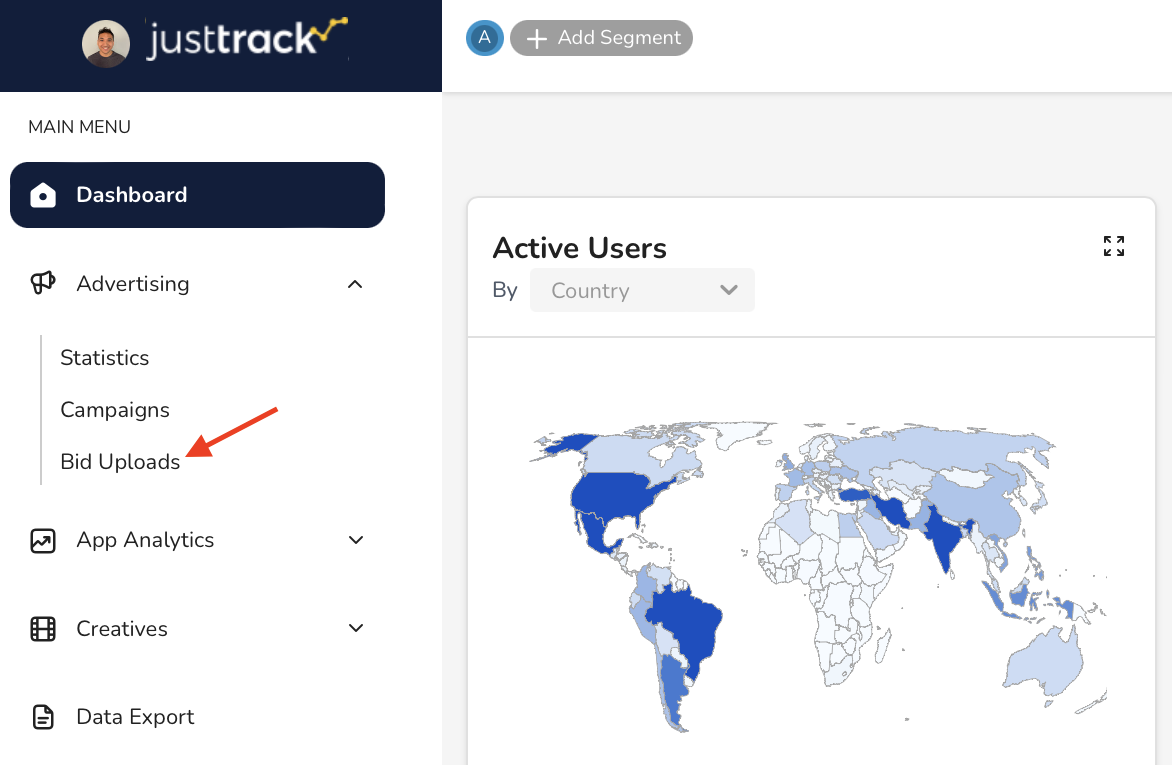 justtrack
A
Add Segment
MAIN MENU
Dashboard
Advertising
Statistics
Campaigns
Bid Uploads
App Analytics
Creatives
Data Export
Active Users
By Country